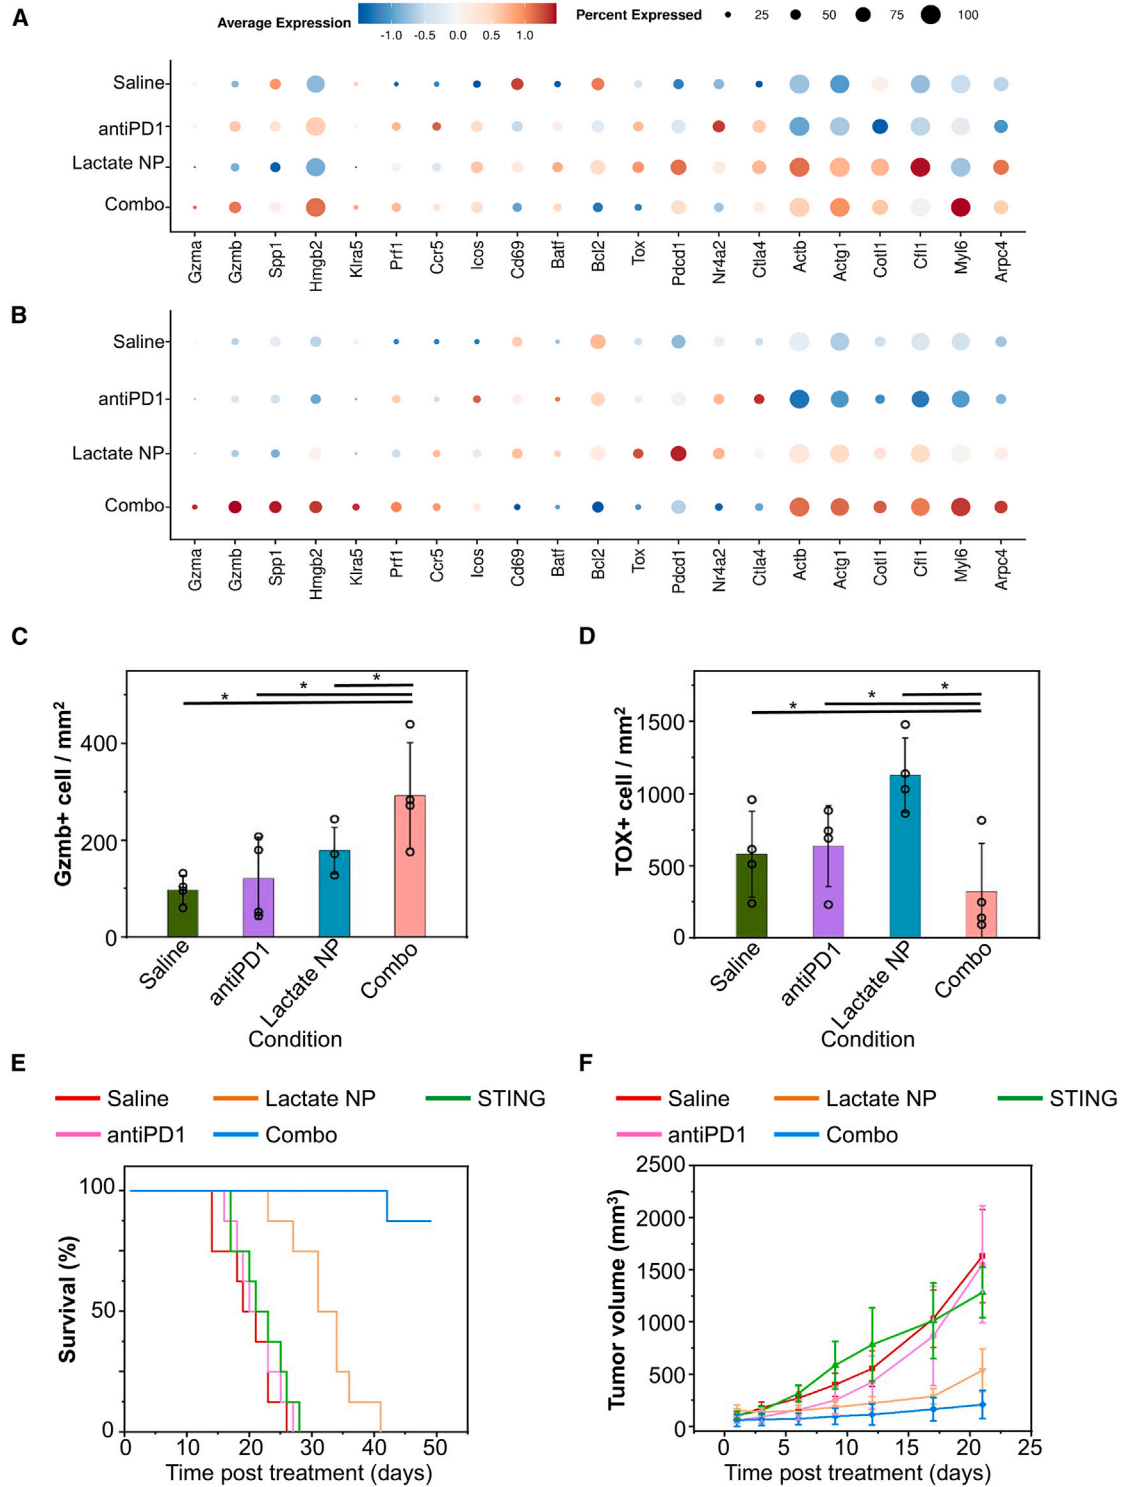 A
Average Expression
-1.0 -0.5 0.0 0.5 1.0
Percent Expressed 25 50 75 100
Saline
antiPD1
Lactate NP
Combo
Gzma Gzmb Spp1 Hmgb2 Klra5 Prf1 Ccr5 Icos Cd69 Batf Bcl2 Tox Pdcd1 Nr4a2 Ctla4 Actb Actg1 Cotl1 Cfl1 Myl6 Arpc4
B
Saline
antiPD1
Lactate NP
Combo
Gzma Gzmb Spp1 Hmgb2 Klra5 Prf1 Ccr5 Icos Cd69 Batf Bcl2 Tox Pdcd1 Nr4a2 Ctla4 Actb Actg1 Cotl1 Cfl1 Myl6 Arpc4
C
Gzmb+ cell / mm²
400
200
0
* * *
Saline antiPD1 Lactate NP Combo
Condition
D
TOX+ cell / mm²
1500
1000
500
0
* * *
Saline antiPD1 Lactate NP Combo
Condition
E
Saline Lactate NP STING
antiPD1 Combo
Survival (%)
100
50
0
0 10 20 30 40 50
Time post treatment (days)
F
Saline Lactate NP STING
antiPD1 Combo
Tumor volume (mm³)
2500
2000
1500
1000
500
0
0 5 10 15 20 25
Time post treatment (days)